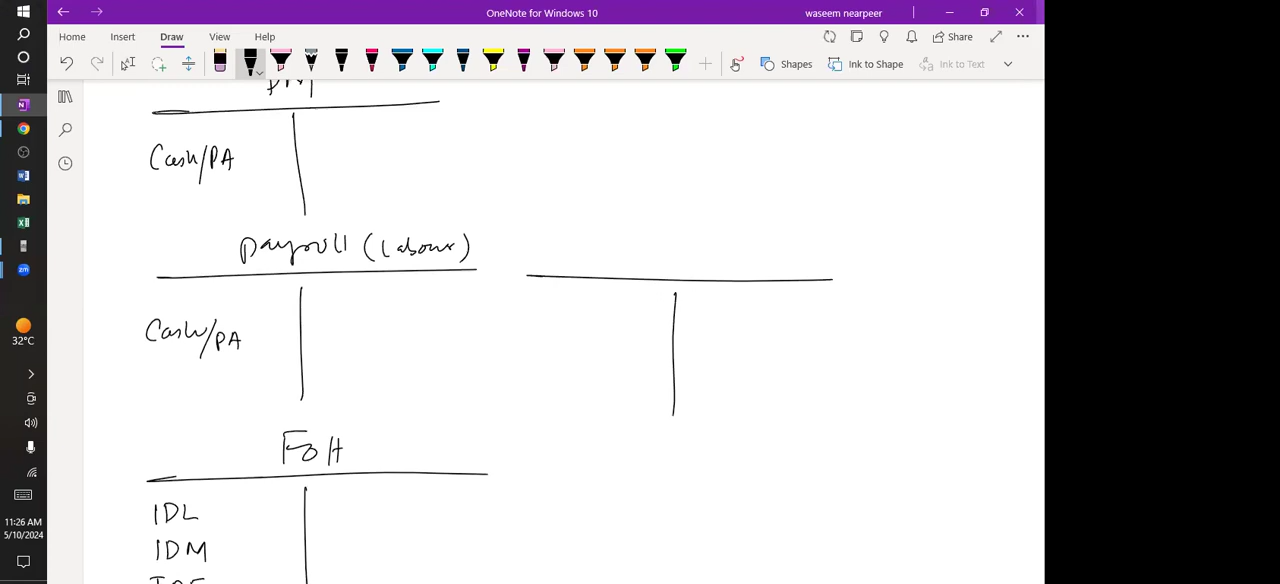 OneNote for Windows 10
waseem nearpeer
Home Insert Draw View Help
Share
Shapes
Ink to Shape
Ink to Text
Cash/PA
Payroll (labour)
Cash/PA
FOH
IDL
IDM
32°C
11:26 AM
5/10/2024